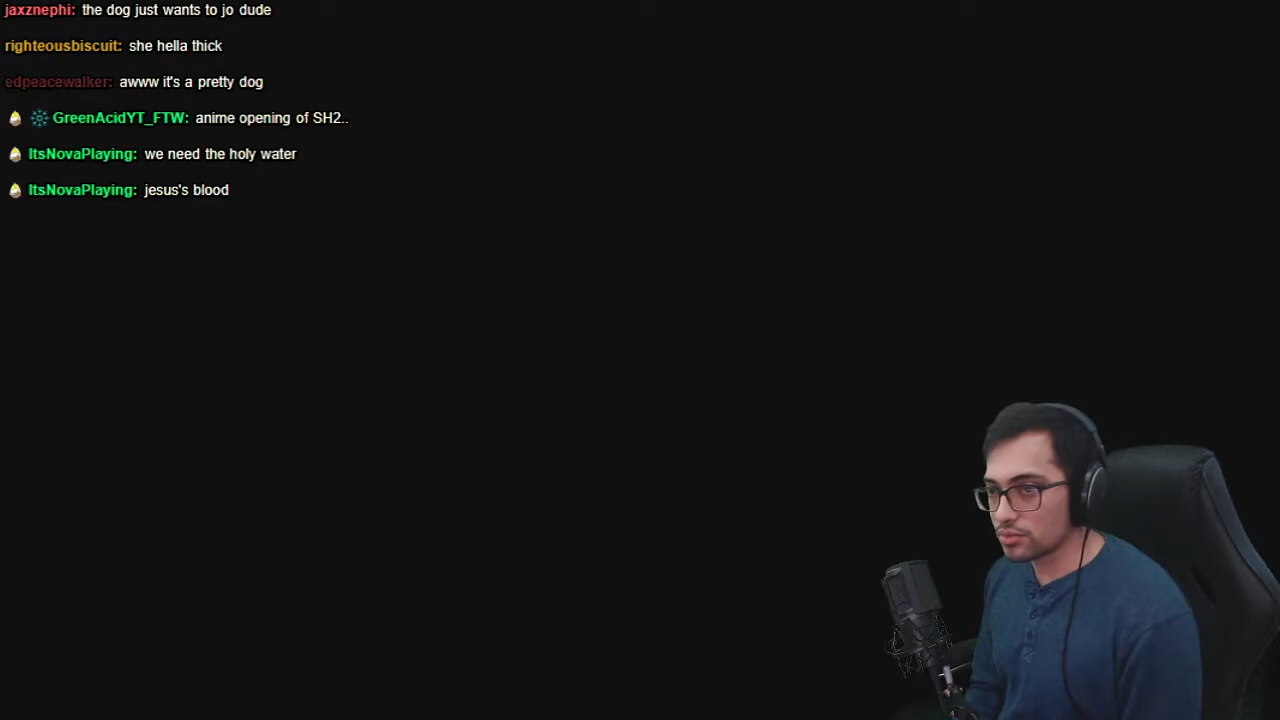 jaxznephi: the dog just wants to jo dude
righteousbiscuit: she hella thick
edpeacewalker: awww it's a pretty dog
GreenAcidYT_FTW: anime opening of SH2..
ItsNovaPlaying: we need the holy water
ItsNovaPlaying: jesus's blood